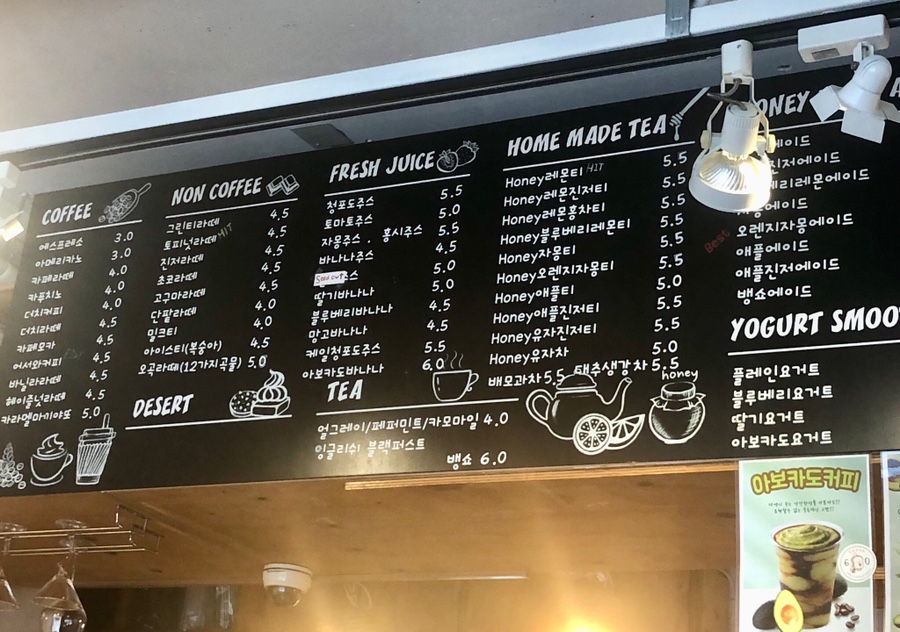 COFFEE
에스프레소 3.0
아메리카노 3.0
카페라떼 4.0
카푸치노 4.0
더치커피 4.0
더치라떼 4.5
카페모카 4.5
아샷커피 4.5
바닐라라떼 4.5
헤이즐넛라떼 4.5
카라멜마끼야또 5.0
NON COFFEE
그린티라떼 4.5
토피넛라떼 HIT 4.5
진저라떼 4.5
초코라떼 4.5
고구마라떼 4.5
단팥라떼 4.0
밀크티 4.0
아이스티(복숭아) 4.5
오곡라떼(12가지곡물) 5.0
DESERT
FRESH JUICE
청포도주스 5.5
토마토주스 5.0
자몽주스 . 홍시주스 5.5
바나나주스 4.5
Sold out 주스 5.0
딸기바나나 5.0
블루베리바나나 4.5
망고바나나 4.5
케일청포도주스 5.5
아보카도바나나 6.0
TEA
얼그레이/페퍼민트/카모마일 4.0
잉글리쉬 블랙퍼스트
뱅쇼 6.0
HOME MADE TEA
Honey레몬티 HIT 5.5
Honey레몬진저티 5.5
Honey레몬홍차티 5.5
Honey블루베리레몬티 5.5
Honey자몽티 5.5
Honey오렌지자몽티 5.5
Honey애플티 5.0
Honey애플진저티 5.5
Honey유자진저티 5.5
Honey유자차 5.0
배모과차 5.5 대추생강차 5.5
honey
이드
진저에이드
베리레몬에이드
에이드
Best 오렌지자몽에이드
애플에이드
애플진저에이드
뱅쇼에이드
YOGURT SMOO
플레인요거트
블루베리요거트
딸기요거트
아보카도요거트
아보카도커피